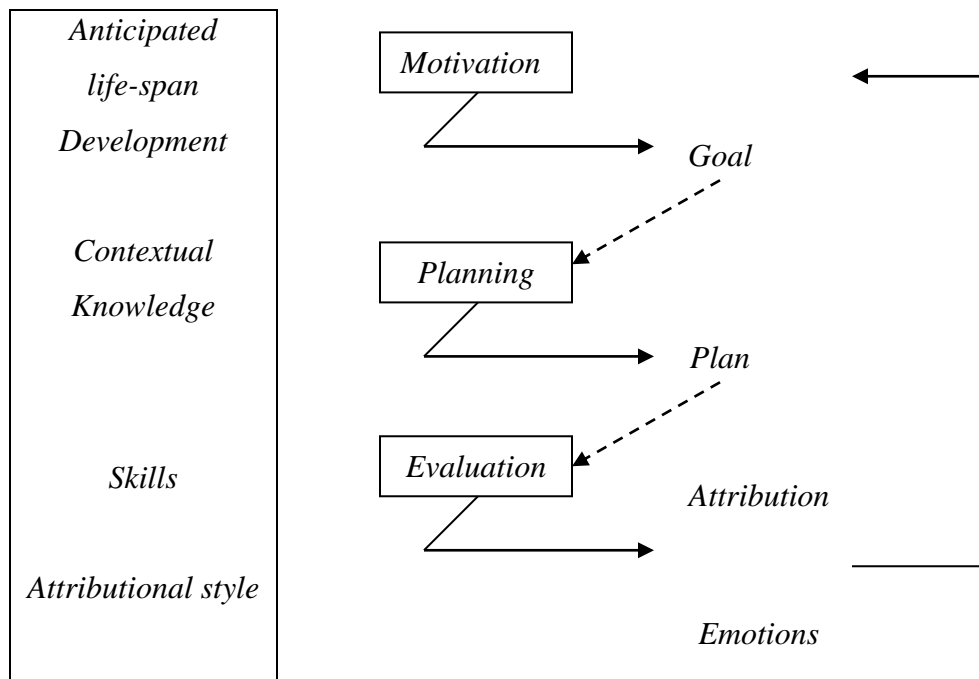 Anticipated
life-span
Development
Contextual
Knowledge
Skills
Attributional style
Motivation
Goal
Planning
Plan
Evaluation
Attribution
Emotions